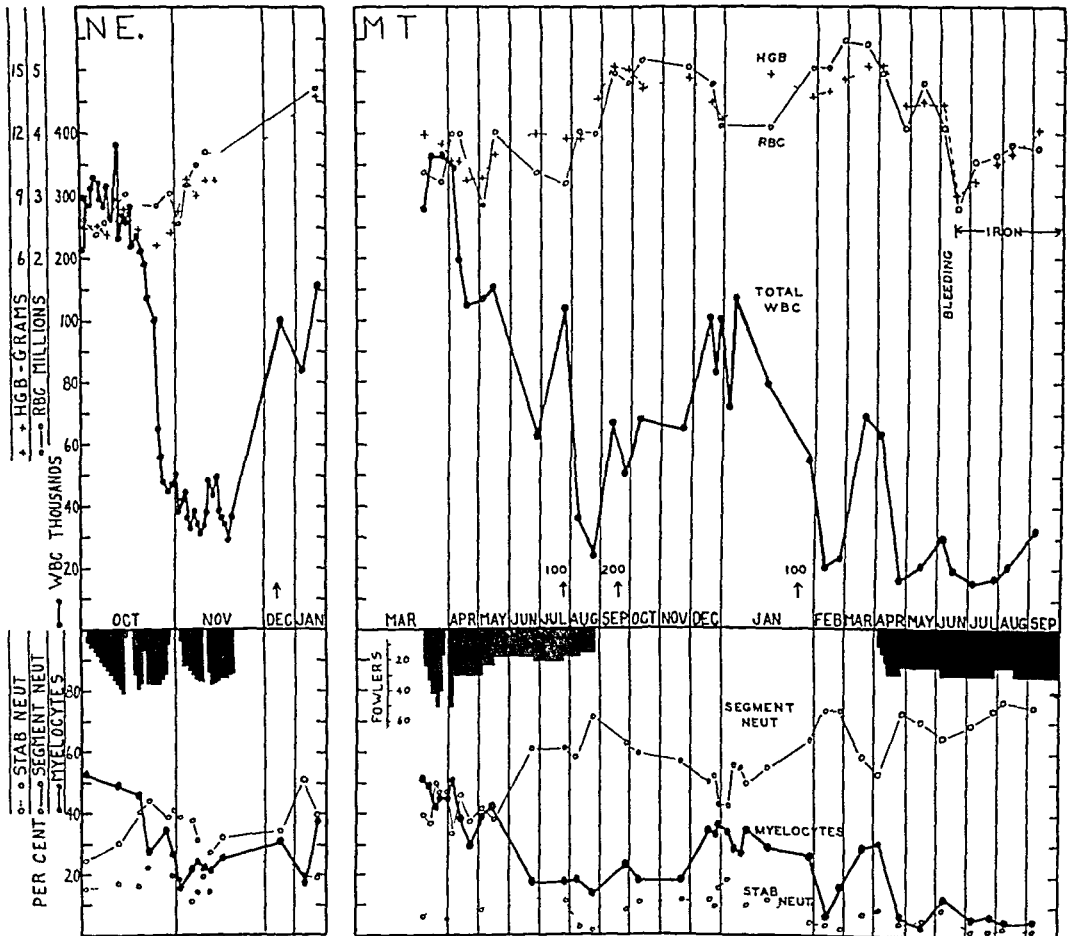 NE.
MT
15 5
12 4 400
9 3 300
6 2 200
100
80
60
40
20
+ + HGB-GRAMS
RBC MILLIONS
WBC THOUSANDS
HGB
RBC
IRON
BLEEDING
TOTAL
WBC
100
200
100
OCT NOV DEC JAN
MAR APR MAY JUN JUL AUG SEP OCT NOV DEC JAN FEB MAR APR MAY JUN JUL AUG SEP
FOWLERS
20
40
60
STAB NEUT
SEGMENT NEUT
MYELOCYTES
PER CENT
80
60
40
20
SEGMENT
NEUT
MYELOCYTES
STAB
NEUT